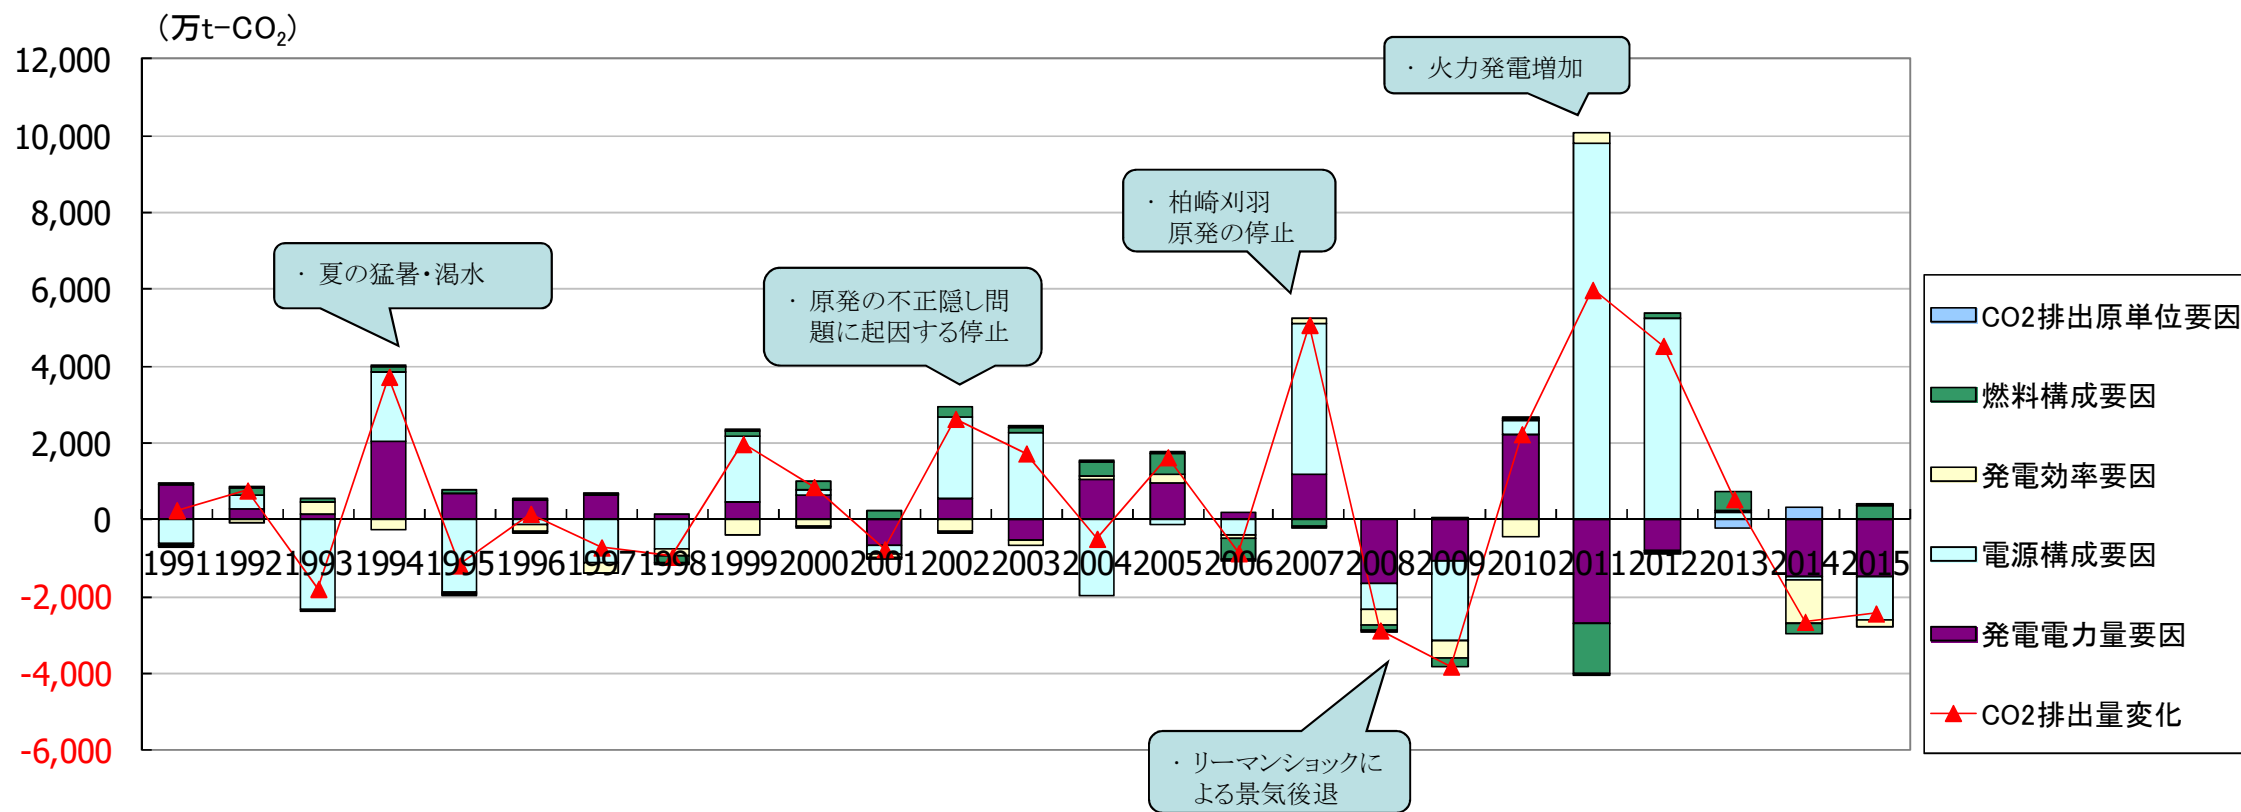 （万t-CO₂）
12,000
10,000
8,000
6,000
4,000
2,000
0
-2,000
-4,000
-6,000
・火力発電増加
・柏崎刈羽
原発の停止
・夏の猛暑・渇水
・原発の不正隠し問
題に起因する停止
1991 1992 1993 1994 1995 1996 1997 1998 1999 2000 2001 2002 2003 2004 2005 2006 2007 2008 2009 2010 2011 2012 2013 2014 2015
・リーマンショックに
よる景気後退
CO2排出原単位要因
燃料構成要因
発電効率要因
電源構成要因
発電電力量要因
CO2排出量変化